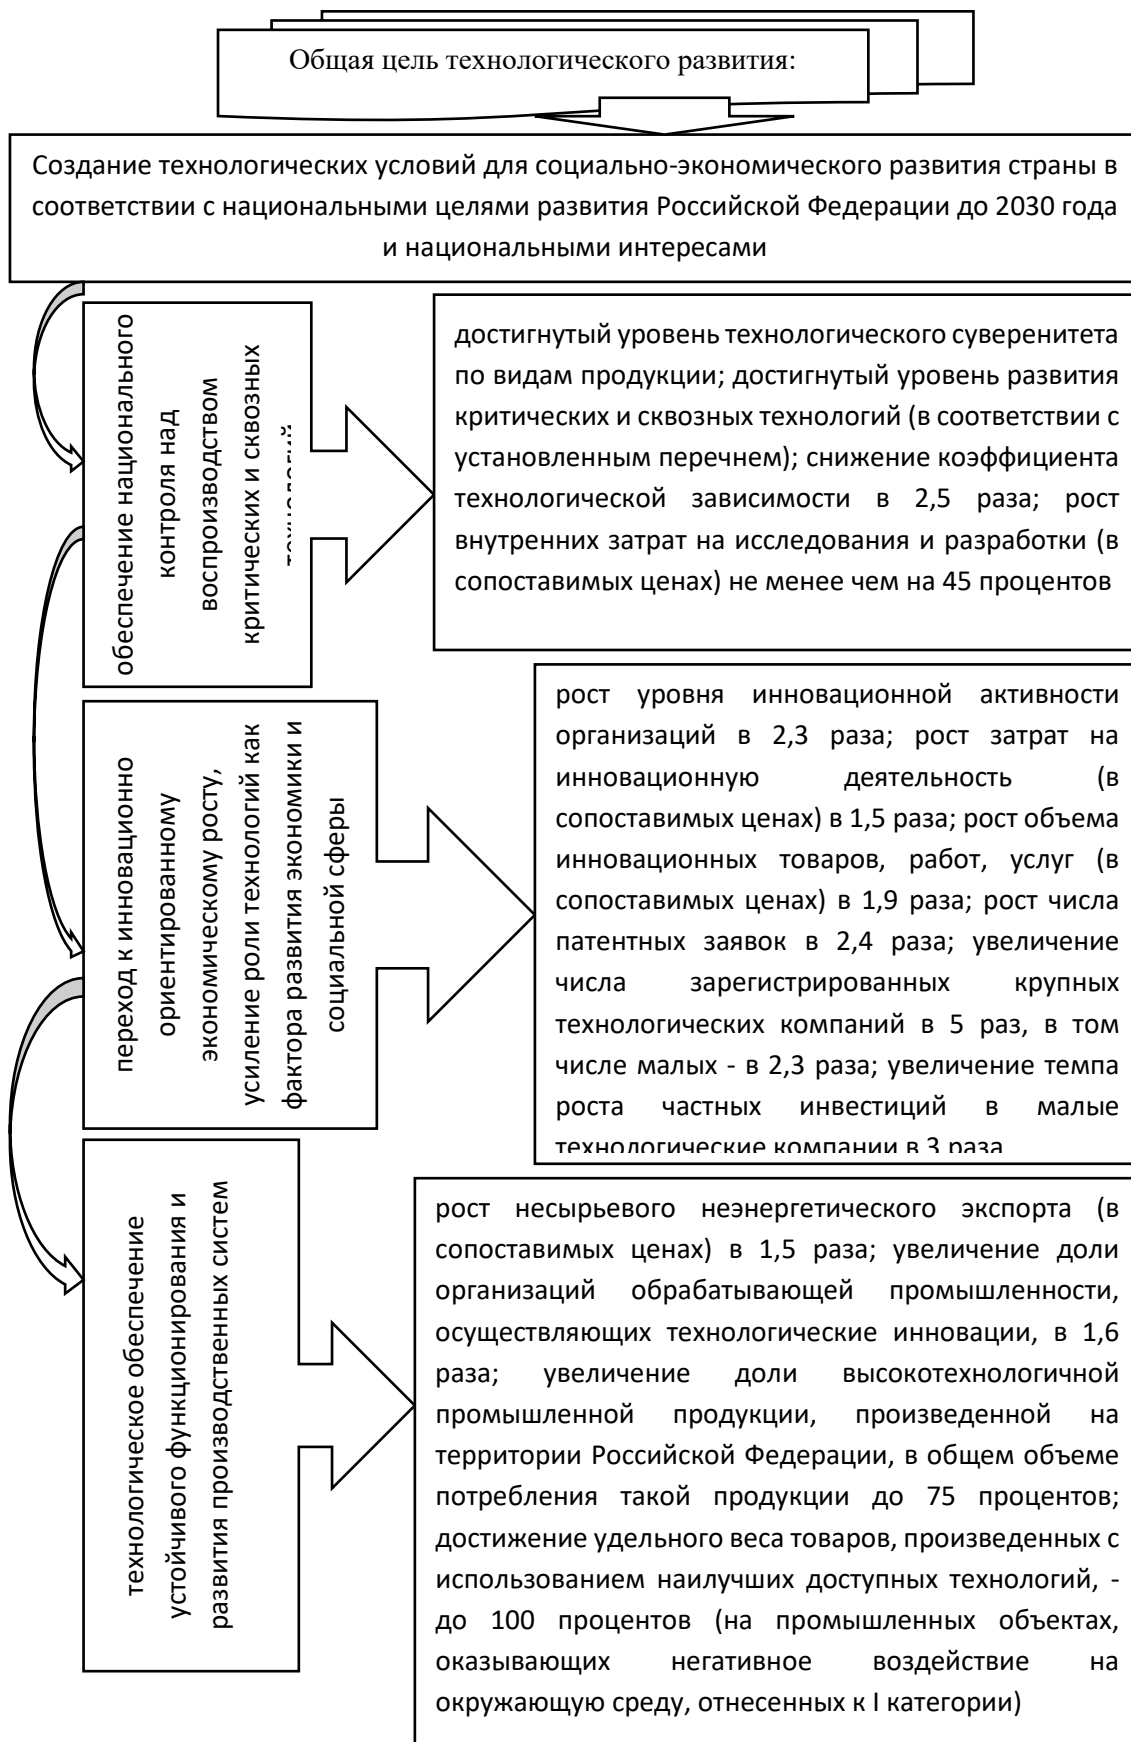 Общая цель технологического развития:
Создание технологических условий для социально-экономического развития страны в
соответствии с национальными целями развития Российской Федерации до 2030 года
и национальными интересами
обеспечение национального
контроля над
воспроизводством
критических и сквозных
технологий
достигнутый уровень технологического суверенитета
по видам продукции; достигнутый уровень развития
критических и сквозных технологий (в соответствии с
установленным перечнем); снижение коэффициента
технологической зависимости в 2,5 раза; рост
внутренних затрат на исследования и разработки (в
сопоставимых ценах) не менее чем на 45 процентов
переход к инновационно
ориентированному
экономическому росту,
усиление роли технологий как
фактора развития экономики и
социальной сферы
рост уровня инновационной активности
организаций в 2,3 раза; рост затрат на
инновационную деятельность (в
сопоставимых ценах) в 1,5 раза; рост объема
инновационных товаров, работ, услуг (в
сопоставимых ценах) в 1,9 раза; рост числа
патентных заявок в 2,4 раза; увеличение
числа зарегистрированных крупных
технологических компаний в 5 раз, в том
числе малых - в 2,3 раза; увеличение темпа
роста частных инвестиций в малые
технологические компании в 3 раза
технологическое обеспечение
устойчивого функционирования и
развития производственных систем
рост несырьевого неэнергетического экспорта (в
сопоставимых ценах) в 1,5 раза; увеличение доли
организаций обрабатывающей промышленности,
осуществляющих технологические инновации, в 1,6
раза; увеличение доли высокотехнологичной
промышленной продукции, произведенной на
территории Российской Федерации, в общем объеме
потребления такой продукции до 75 процентов;
достижение удельного веса товаров, произведенных с
использованием наилучших доступных технологий, -
до 100 процентов (на промышленных объектах,
оказывающих негативное воздействие на
окружающую среду, отнесенных к I категории)